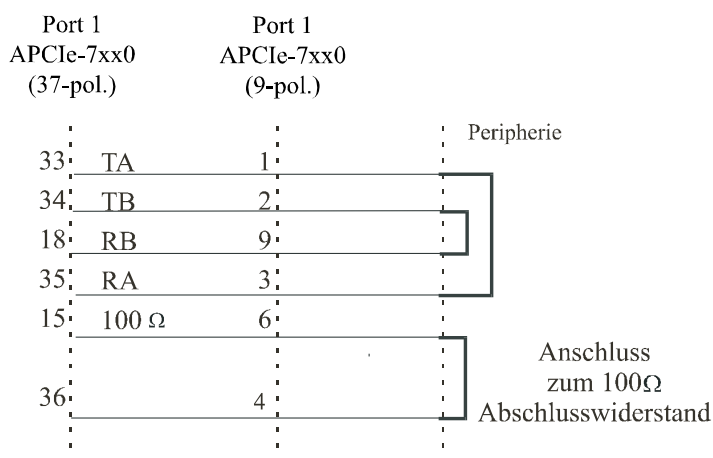 Port 1 Port 1
APCIe-7xx0 APCIe-7xx0
(37-pol.) (9-pol.)
Peripherie
33 TA 1
34 TB 2
18 RB 9
35 RA 3
15 100 Ω 6
36 4
Anschluss
zum 100Ω
Abschlusswiderstand